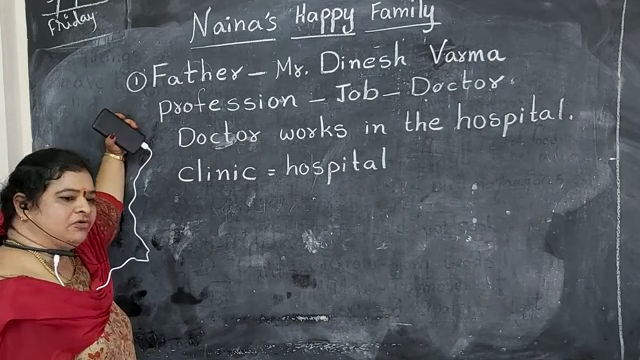 Friday
Naina's Happy Family
① Father – Mr. Dinesh Varma
profession – Job – Doctor.
Doctor works in the hospital.
clinic = hospital